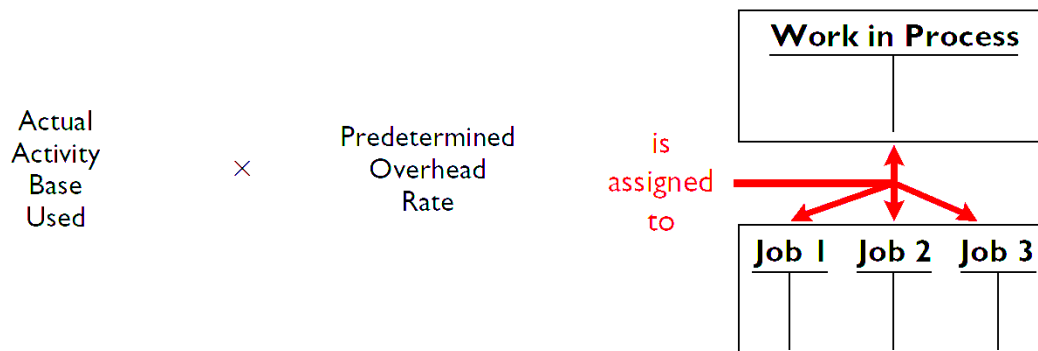 Actual
Activity
Base
Used
×
Predetermined
Overhead
Rate
is
assigned
to
Work in Process
Job 1 Job 2 Job 3